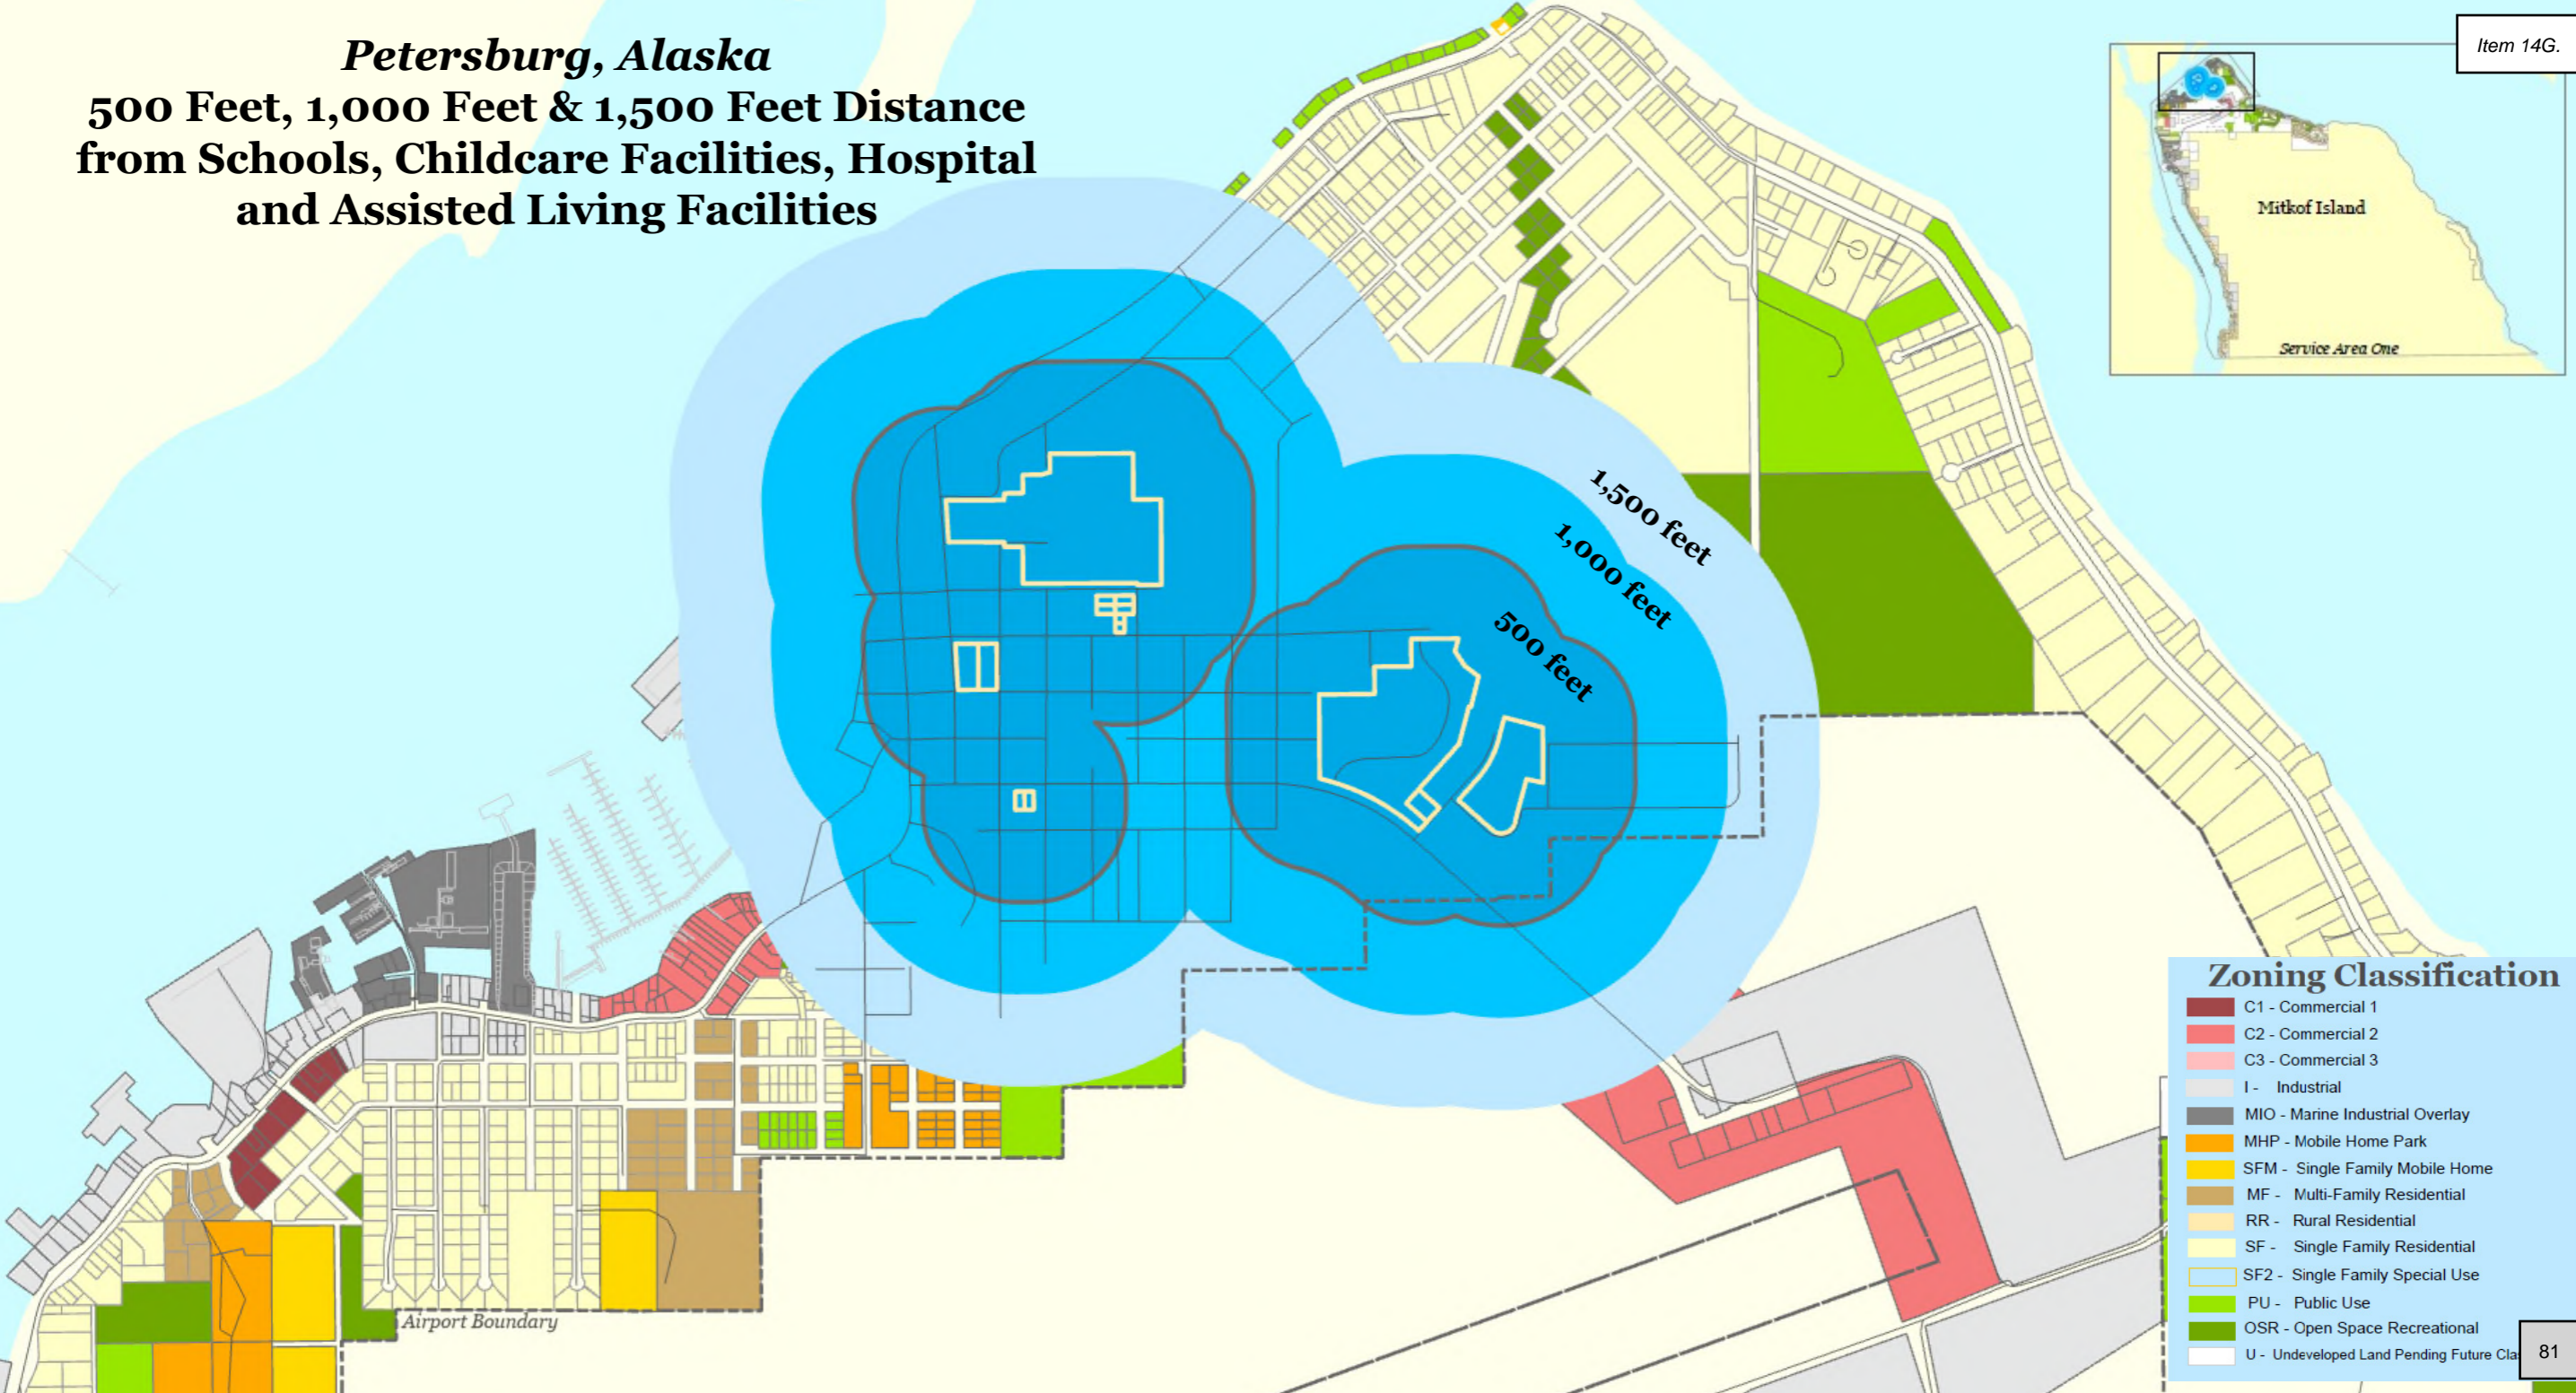 Petersburg, Alaska
500 Feet, 1,000 Feet & 1,500 Feet Distance
from Schools, Childcare Facilities, Hospital
and Assisted Living Facilities
Item 14G.
Mitkof Island
Service Area One
1,500 feet
1,000 feet
500 feet
Airport Boundary
Zoning Classification
C1 - Commercial 1
C2 - Commercial 2
C3 - Commercial 3
I - Industrial
MIO - Marine Industrial Overlay
MHP - Mobile Home Park
SFM - Single Family Mobile Home
MF - Multi-Family Residential
RR - Rural Residential
SF - Single Family Residential
SF2 - Single Family Special Use
PU - Public Use
OSR - Open Space Recreational
U - Undeveloped Land Pending Future Cla
81